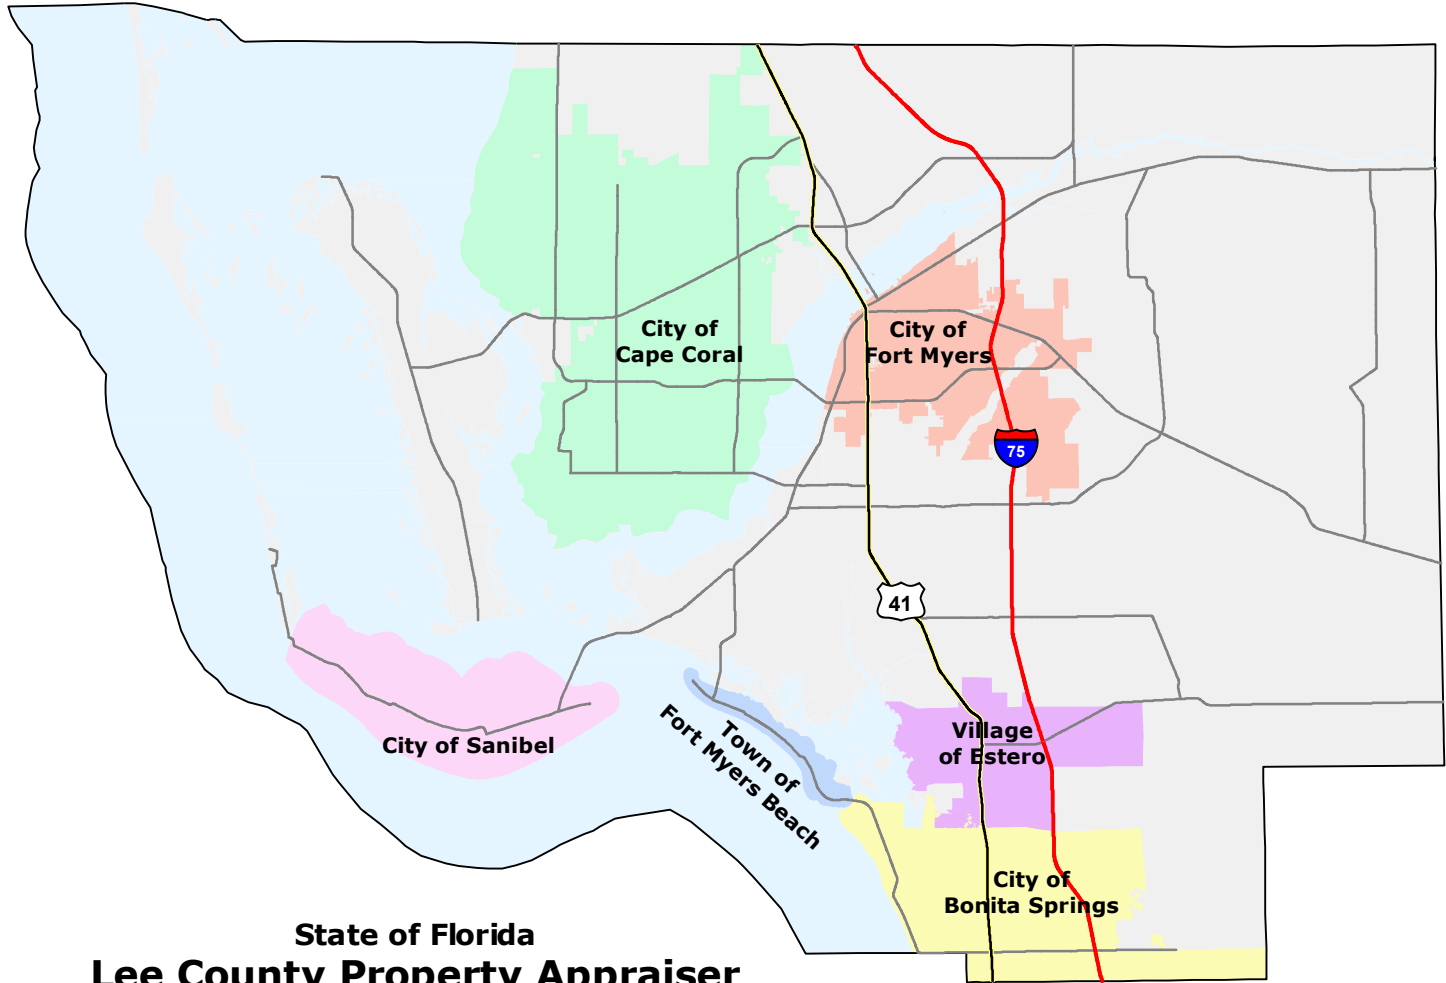 City of
Cape Coral
City of
Fort Myers
75
41
City of Sanibel
Town of
Fort Myers Beach
Village
of Estero
City of
Bonita Springs
State of Florida
Lee County Property Appraiser